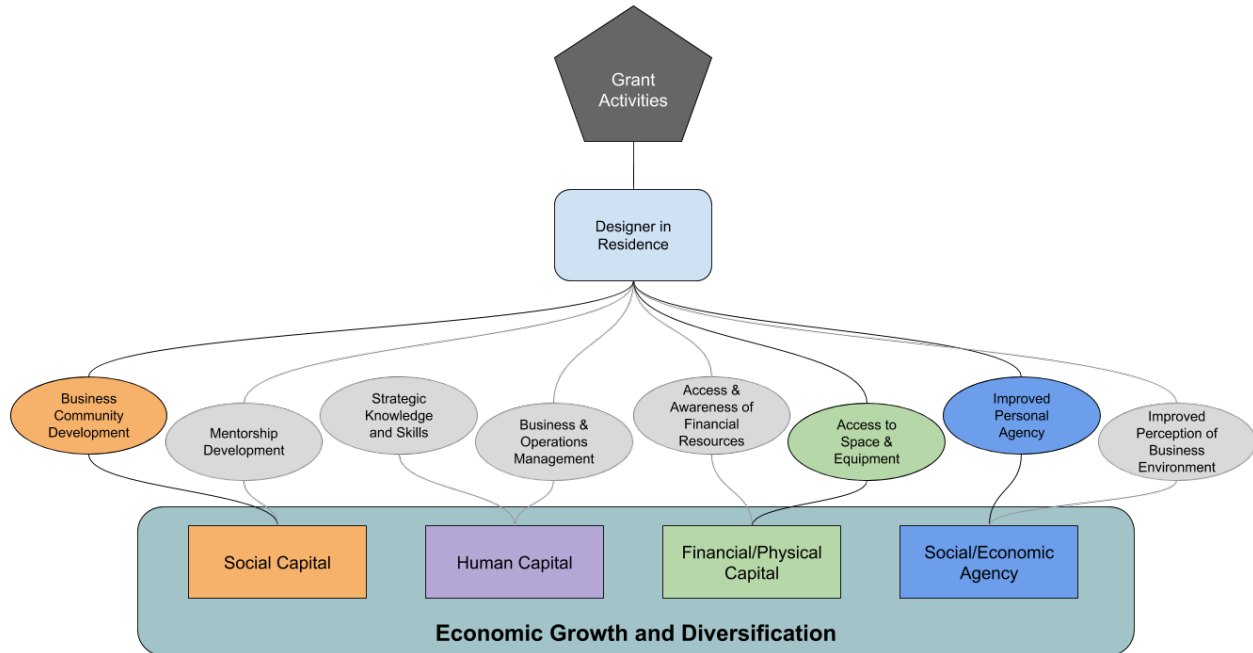 Grant
Activities
Designer in
Residence
Business
Community
Development
Mentorship
Development
Strategic
Knowledge
and Skills
Business &
Operations
Management
Access &
Awareness of
Financial
Resources
Access to
Space &
Equipment
Improved
Personal
Agency
Improved
Perception of
Business
Environment
Social Capital
Human Capital
Financial/Physical
Capital
Social/Economic
Agency
Economic Growth and Diversification